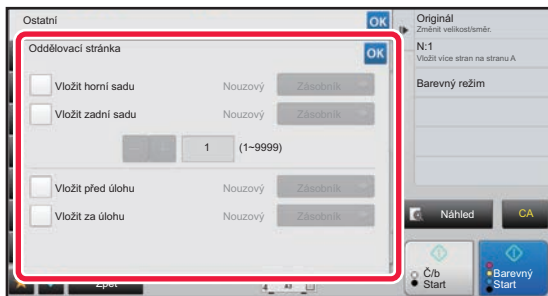 Ostatní
OK
Oddělovací stránka
OK
Vložit horní sadu Nouzový Zásobník
Vložit zadní sadu Nouzový Zásobník
1 (1~9999)
Vložit před úlohu Nouzový Zásobník
Vložit za úlohu Nouzový Zásobník
Zpět
A3
Originál
Změnit velikost/směr.
N:1
Vložit více stran na stranu A
Barevný režim
Náhled
CA
Č/b
Start
Barevný
Start